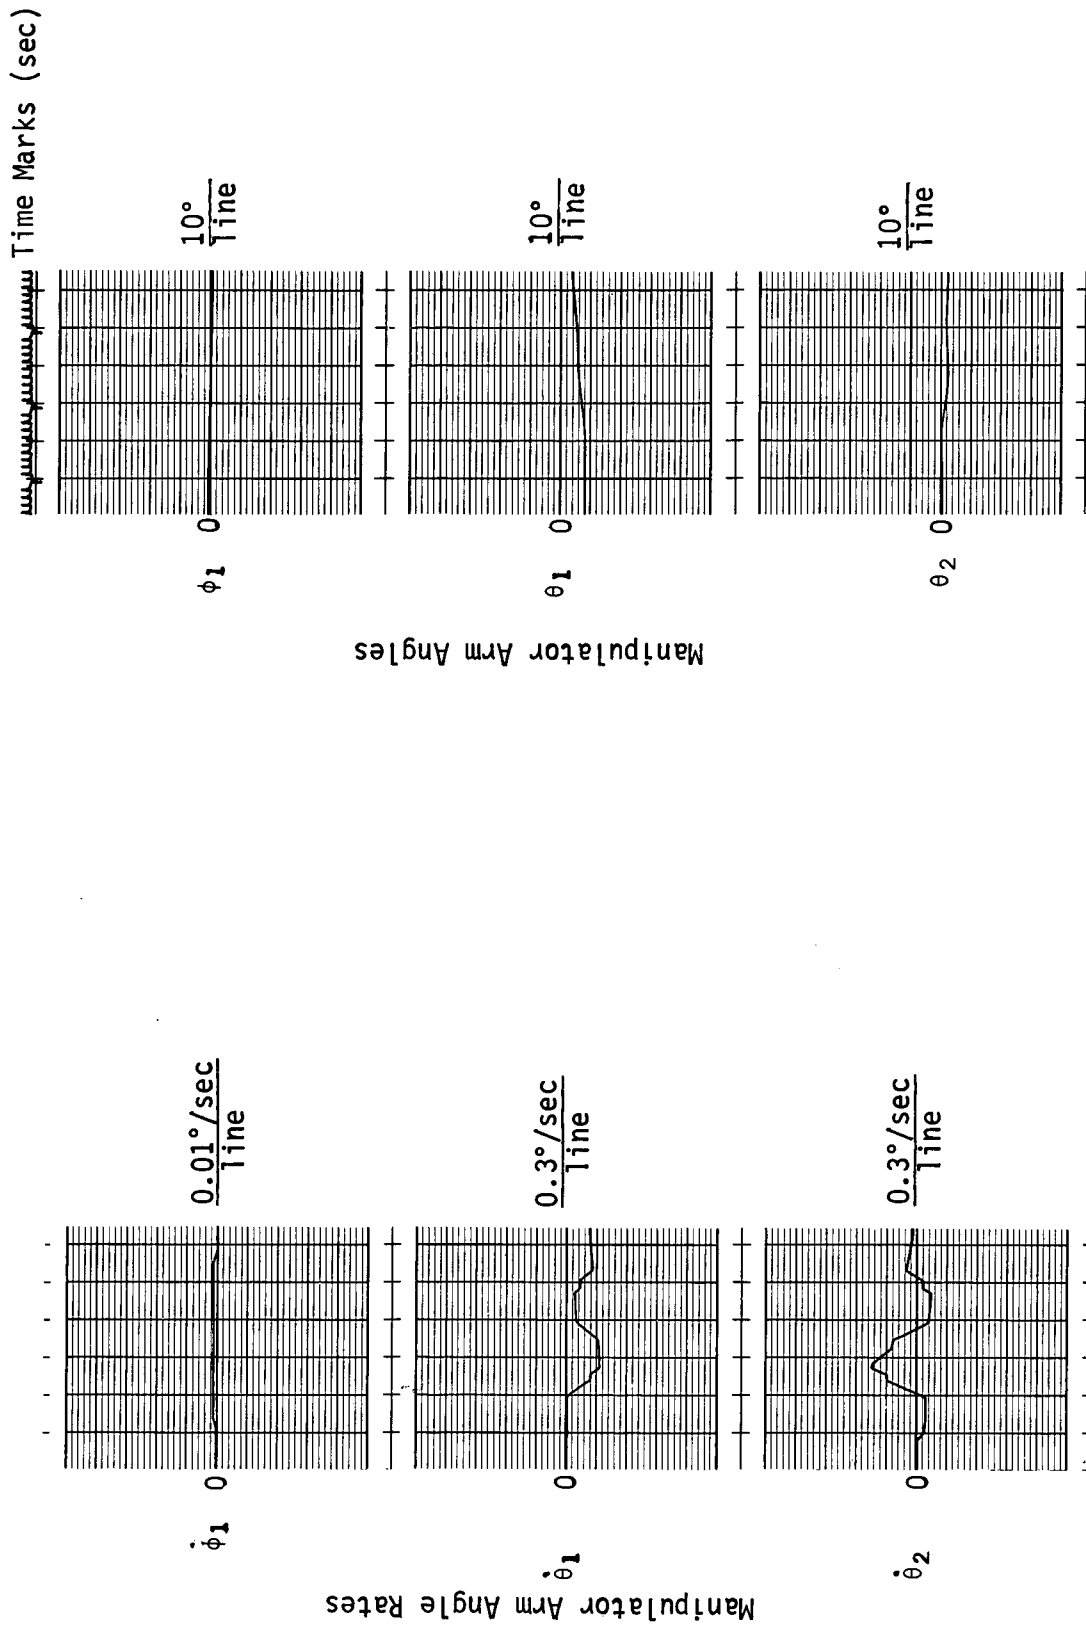 Time Marks (sec)
ϕ1
0
10°
line
θ1
0
10°
line
θ2
0
10°
line
Manipulator Arm Angles
ϕ̇1
0
0.01°/sec
line
θ̇1
0
0.3°/sec
line
θ̇2
0
0.3°/sec
line
Manipulator Arm Angle Rates